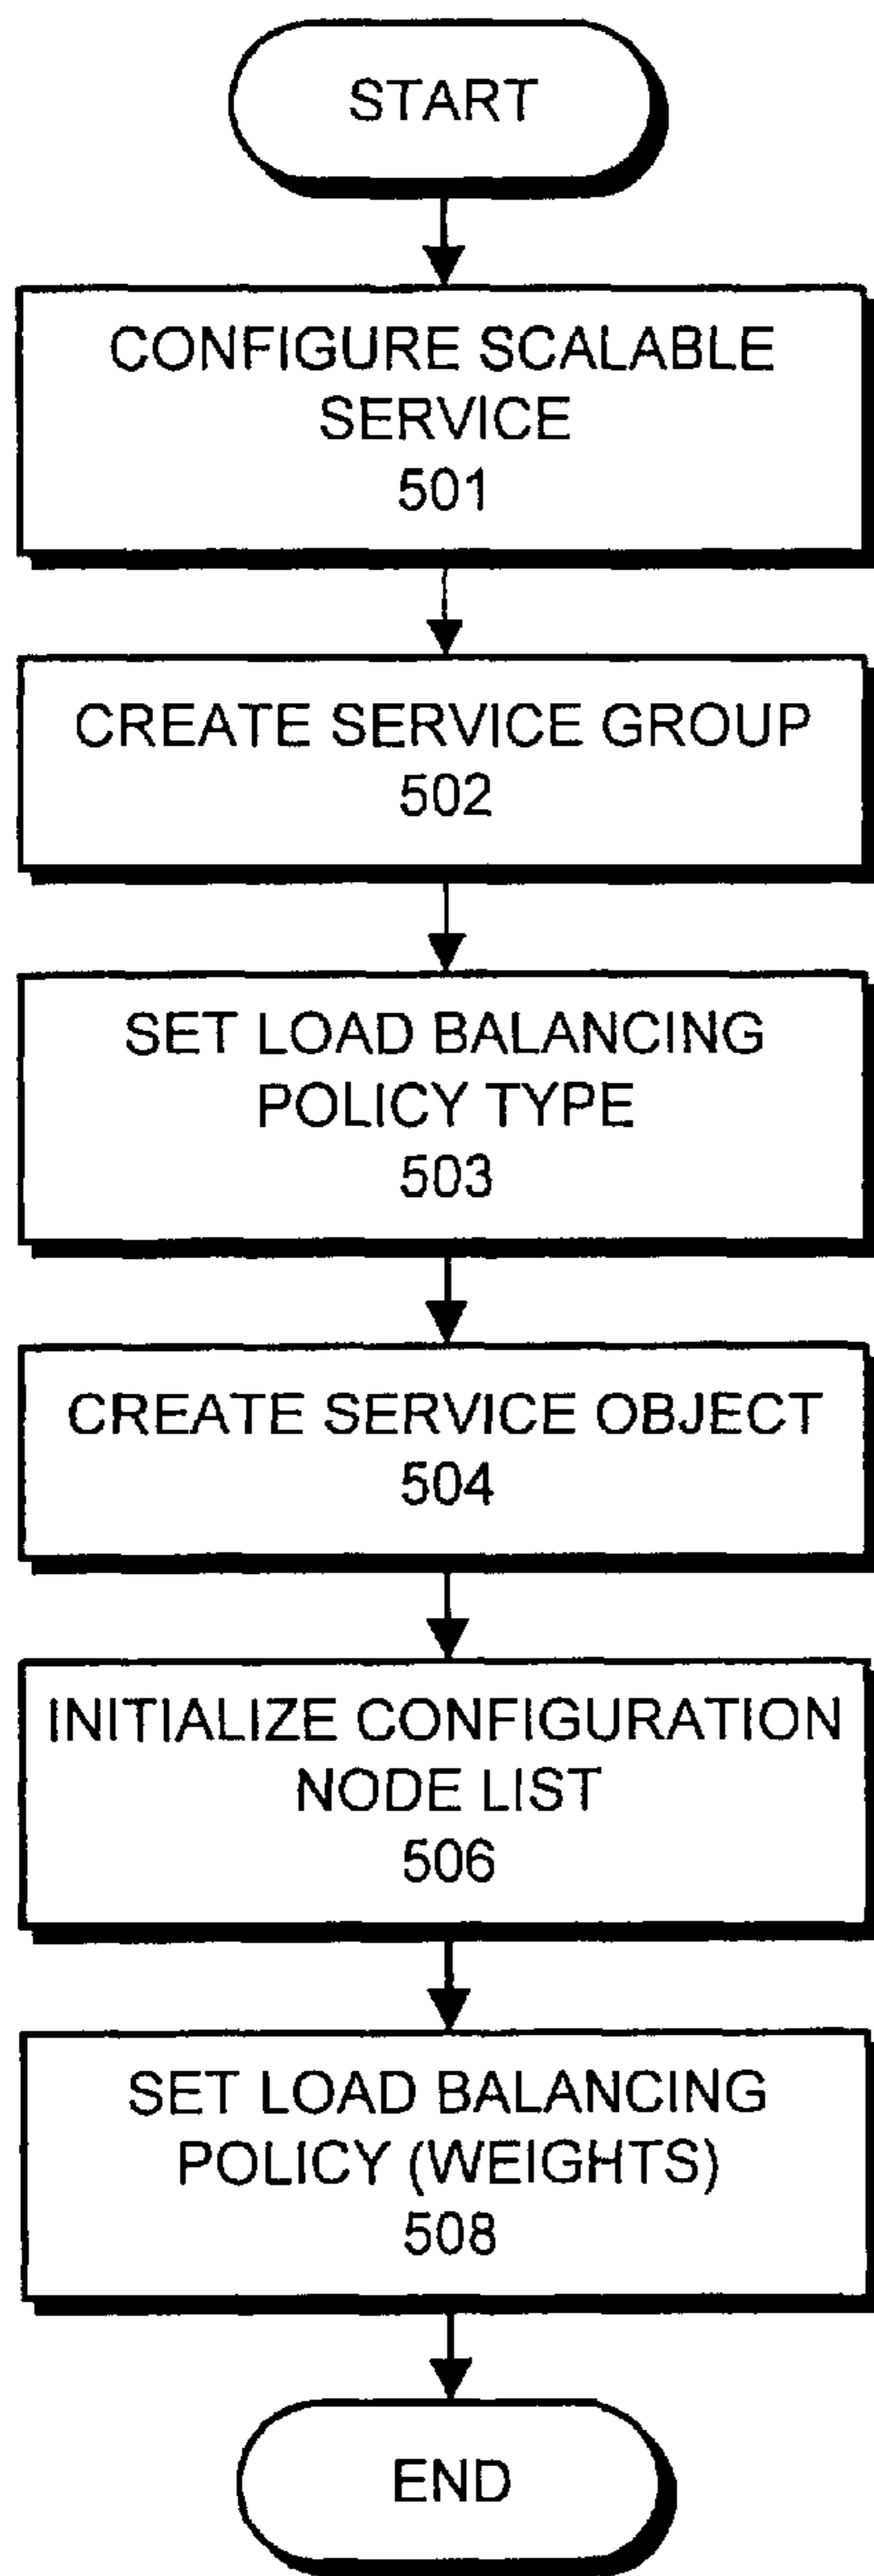 START
CONFIGURE SCALABLE
SERVICE
501
CREATE SERVICE GROUP
502
SET LOAD BALANCING
POLICY TYPE
503
CREATE SERVICE OBJECT
504
INITIALIZE CONFIGURATION
NODE LIST
506
SET LOAD BALANCING
POLICY (WEIGHTS)
508
END